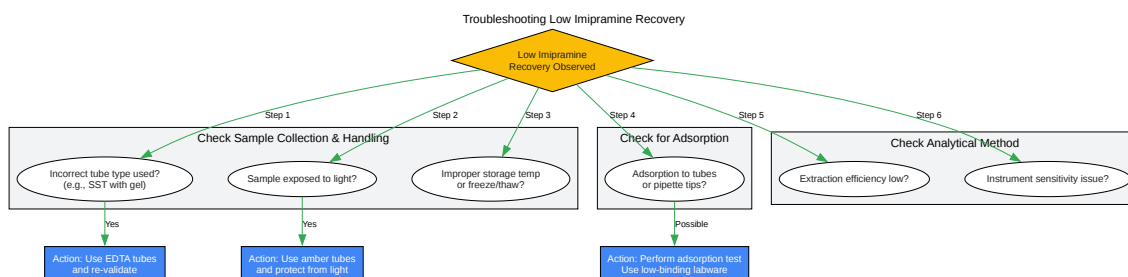 Troubleshooting Low Imipramine Recovery
Low Imipramine
Recovery Observed
Step 1
Step 2
Step 3
Step 4
Step 5
Step 6
Check Sample Collection & Handling
Check for Adsorption
Check Analytical Method
Incorrect tube type used?
(e.g., SST with gel)
Sample exposed to light?
Improper storage temp
or freeze/thaw?
Adsorption to tubes
or pipette tips?
Extraction efficiency low?
Instrument sensitivity issue?
Yes
Yes
Possible
Action: Use EDTA tubes
and re-validate
Action: Use amber tubes
and protect from light
Action: Perform adsorption test
Use low-binding labware